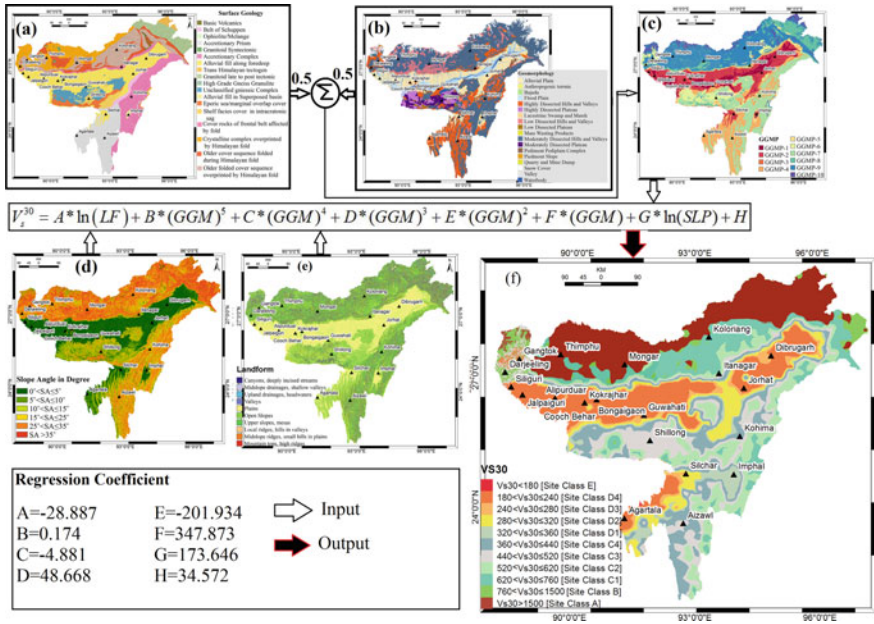 (a)
Surface Geology
Basic Volcanics
Belt of Schuppen
Ophiolite/Melange
Accretionary Prism
Granitoid Syntectonic
Accretionary Complex
Alluvial fill along foredeep
Trans Himalayan tectogen
Granitoid late to post tectonic
High Grade Gneiss Granulite
Unclassified gneissic Complex
Alluvial fill in Superposed basin
Eperic sea/marginal overlap cover
Shelf facies cover in intracratonic sag
Cover rocks of frontal belt affected by fold
Crystalline complex overprinted by Himalayan fold
Older cover sequence folded during Himalayan fold
Older folded cover sequence overprinted by Himalayan fold
0.5
Σ
0.5
(b)
Geomorphology
Alluvial Plain
Anthropogenic terrain
Bajada
Flood Plain
Highly Dissected Hills and Valleys
Highly Dissected Plateau
Lacustrine Swamp and Marsh
Low Dissected Hills and Valleys
Low Dissected Plateau
Mass Wasting Products
Moderately Dissected Hills and Valleys
Moderately Dissected Plateau
Pediment Pediplain Complex
Piedmont Slope
Quarry and Mine Dump
Snow Cover
Valley
Waterbody
(c)
GGMP
GGMP-1
GGMP-2
GGMP-3
GGMP-4
GGMP-5
GGMP-6
GGMP-7
GGMP-8
GGMP-9
GGMP-10
V_s^30 = A*ln(LF)+B*(GGM)^5+C*(GGM)^4+D*(GGM)^3+E*(GGM)^2+F*(GGM)+G*ln(SLP)+H
(d)
Slope Angle in Degree
0°<SA≤5°
5°<SA≤10°
10°<SA≤15°
15°<SA≤25°
25°<SA≤35°
SA >35°
(e)
Landform
Canyons, deeply incised streams
Midslope drainages, shallow valleys
Upland drainages, headwaters
Valleys
Plains
Open Slopes
Upper slopes, mesas
Local ridges, hills in valleys
Midslope ridges, small hills in plains
Mountain tops, high ridges
Regression Coefficient
A=-28.887
B=0.174
C=-4.881
D=48.668
E=-201.934
F=347.873
G=173.646
H=34.572
Input
Output
90°0'0"E 93°0'0"E 96°0'0"E
KM
90 45 0 90
(f)
27°0'0"N
24°0'0"N
Koloriang
Gangtok
Thimphu
Mongar
Darjeeling
Siliguri
Itanagar
Dibrugarh
Jorhat
Alipurduar
Jalpaiguri
Kokrajhar
Cooch Behar
Bongaigaon
Guwahati
Shillong
Kohima
Silchar
Imphal
Agartala
Aizawl
VS30
Vs30<180 [Site Class E]
180<Vs30≤240 [Site Class D4]
240<Vs30≤280 [Site Class D3]
280<Vs30≤320 [Site Class D2]
320<Vs30≤360 [Site Class D1]
360<Vs30≤440 [Site Class C4]
440<Vs30≤520 [Site Class C3]
520<Vs30≤620 [Site Class C2]
620<Vs30≤760 [Site Class C1]
760<Vs30≤1500 [Site Class B]
Vs30>1500 [Site Class A]
90°0'0"E 93°0'0"E 96°0'0"E